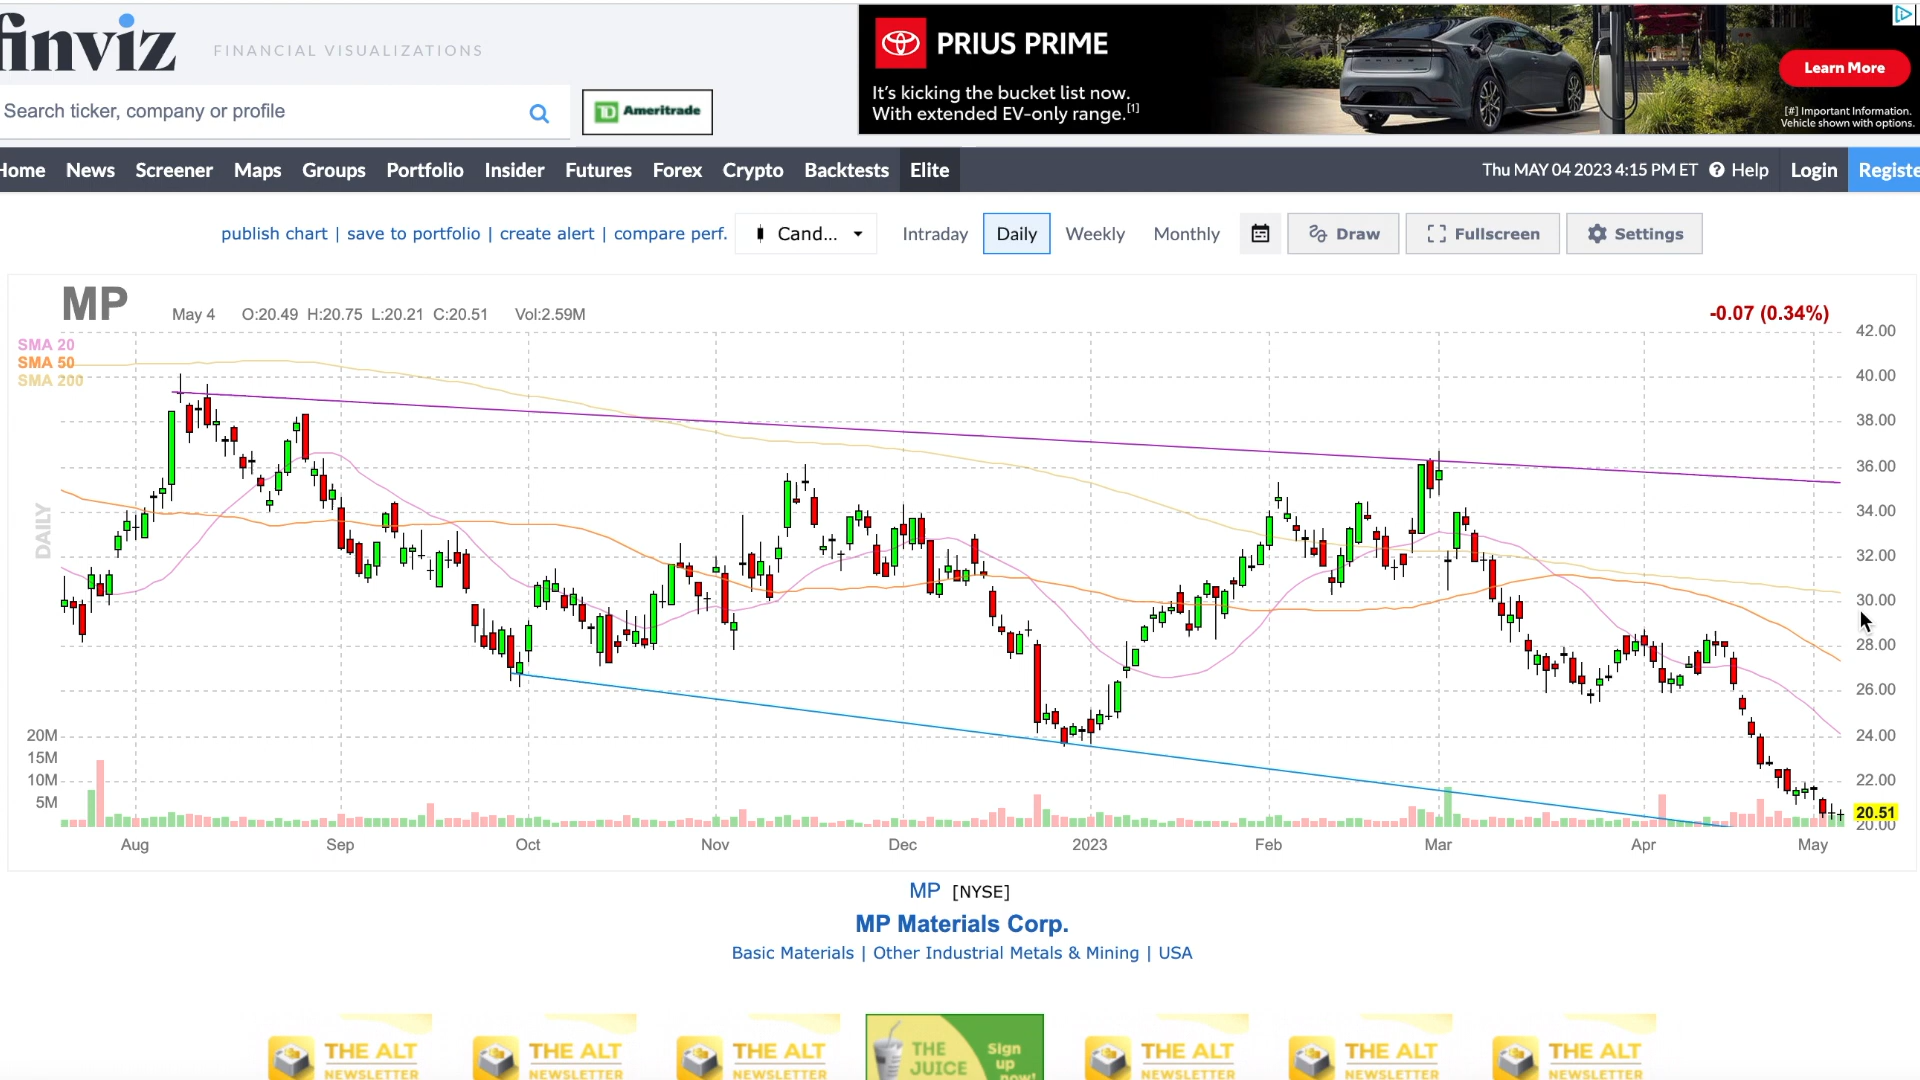 finviz
FINANCIAL VISUALIZATIONS
PRIUS PRIME
It's kicking the bucket list now.
With extended EV-only range.[1]
Learn More
[#] Important Information.
Vehicle shown with options.
Search ticker, company or profile
TD Ameritrade
Home News Screener Maps Groups Portfolio Insider Futures Forex Crypto Backtests Elite
Thu MAY 04 2023 4:15 PM ET Help Login Registe
publish chart | save to portfolio | create alert | compare perf.
Cand... Intraday Daily Weekly Monthly Draw Fullscreen Settings
MP
May 4 O:20.49 H:20.75 L:20.21 C:20.51 Vol:2.59M
-0.07 (0.34%)
SMA 20
SMA 50
SMA 200
DAILY
42.00
40.00
38.00
36.00
34.00
32.00
30.00
28.00
26.00
24.00
22.00
20.51
20.00
20M
15M
10M
5M
Aug Sep Oct Nov Dec 2023 Feb Mar Apr May
MP [NYSE]
MP Materials Corp.
Basic Materials | Other Industrial Metals & Mining | USA
THE ALT
NEWSLETTER
THE ALT
NEWSLETTER
THE ALT
NEWSLETTER
THE
JUICE
Sign
up
now!
THE ALT
NEWSLETTER
THE ALT
NEWSLETTER
THE ALT
NEWSLETTER